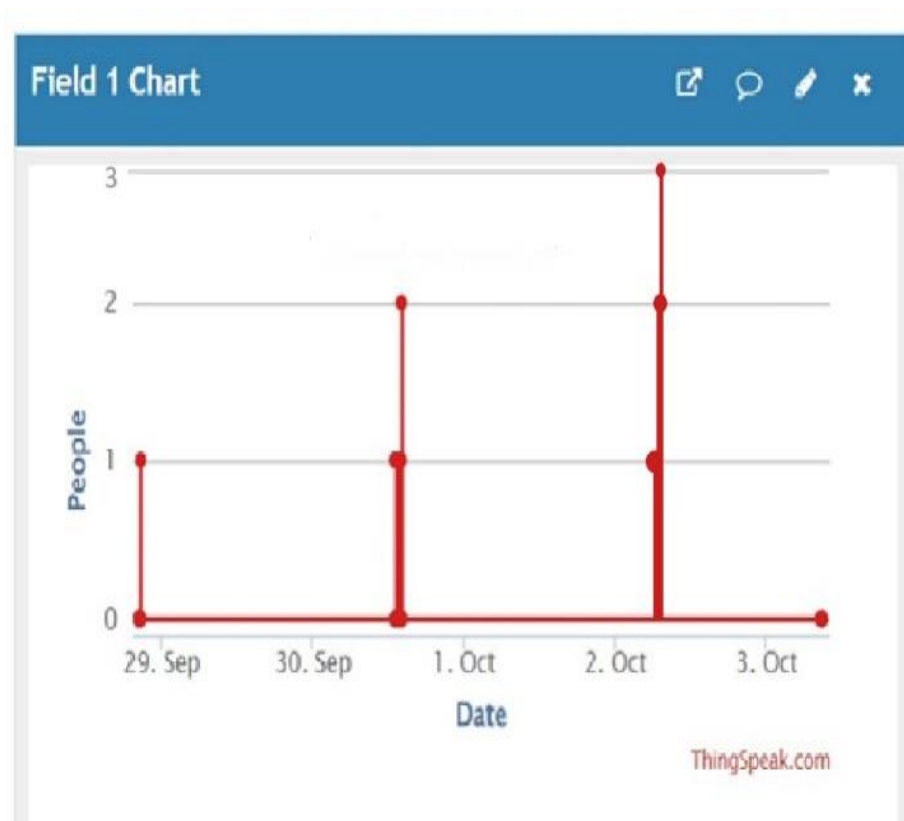 Field 1 Chart
3
2
1
0
People
29. Sep 30. Sep 1. Oct 2. Oct 3. Oct
Date
ThingSpeak.com